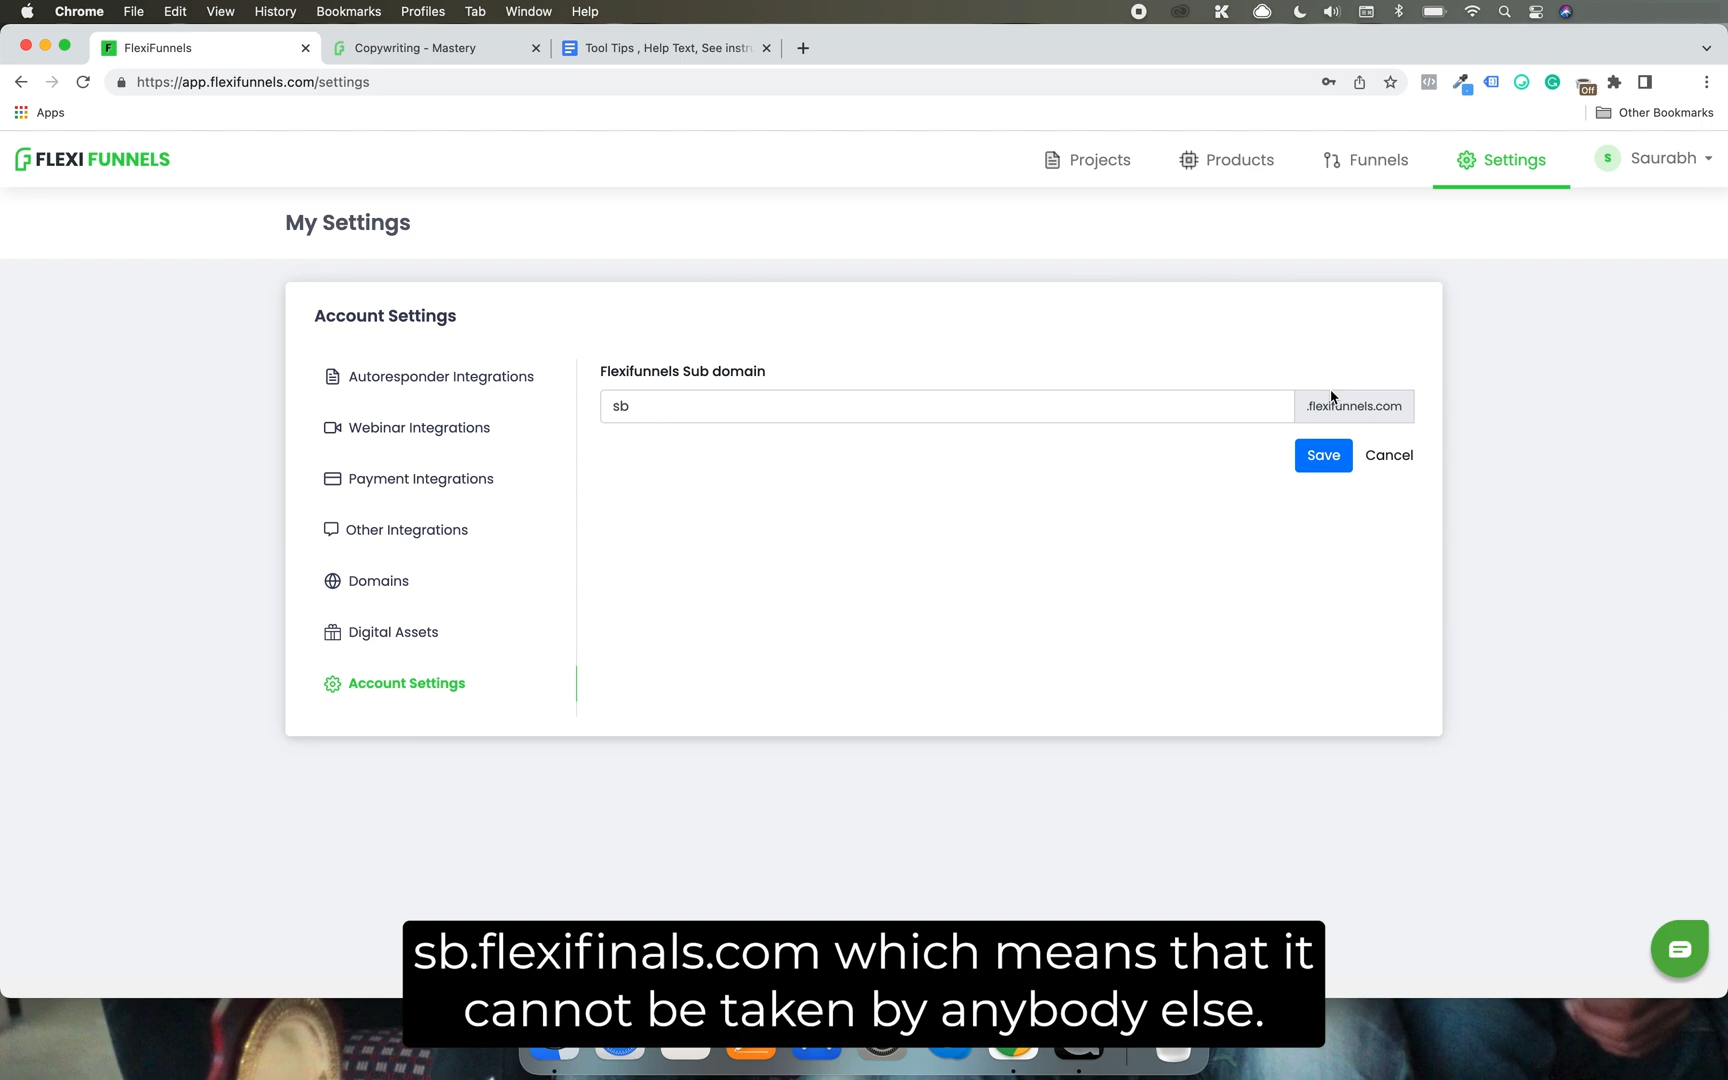 Chrome File Edit View History Bookmarks Profiles Tab Window Help
FlexiFunnels
Copywriting - Mastery
Tool Tips , Help Text, See instr
https://app.flexifunnels.com/settings
Off
Apps
Other Bookmarks
FLEXI FUNNELS
Projects
Products
Funnels
Settings
S
Saurabh
My Settings
Account Settings
Autoresponder Integrations
Webinar Integrations
Payment Integrations
Other Integrations
Domains
Digital Assets
Account Settings
Flexifunnels Sub domain
sb
.flexifunnels.com
Save
Cancel
sb.flexifinals.com which means that it
cannot be taken by anybody else.